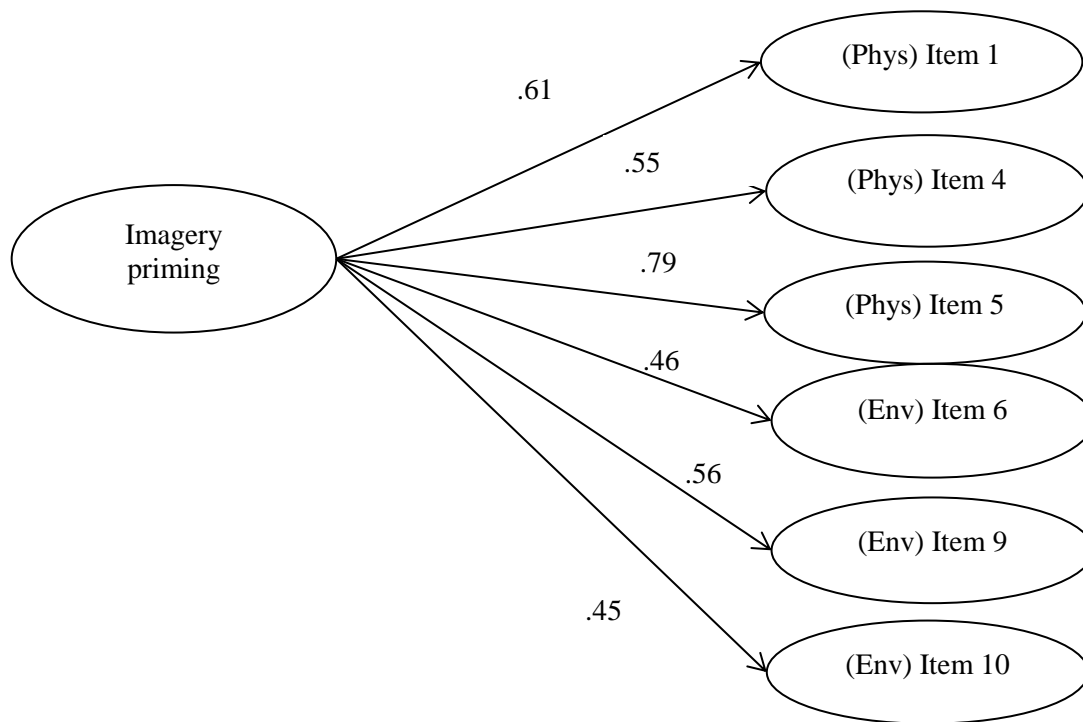 (Phys) Item 1
.61
.55
(Phys) Item 4
Imagery
priming
.79
(Phys) Item 5
.46
(Env) Item 6
.56
(Env) Item 9
.45
(Env) Item 10